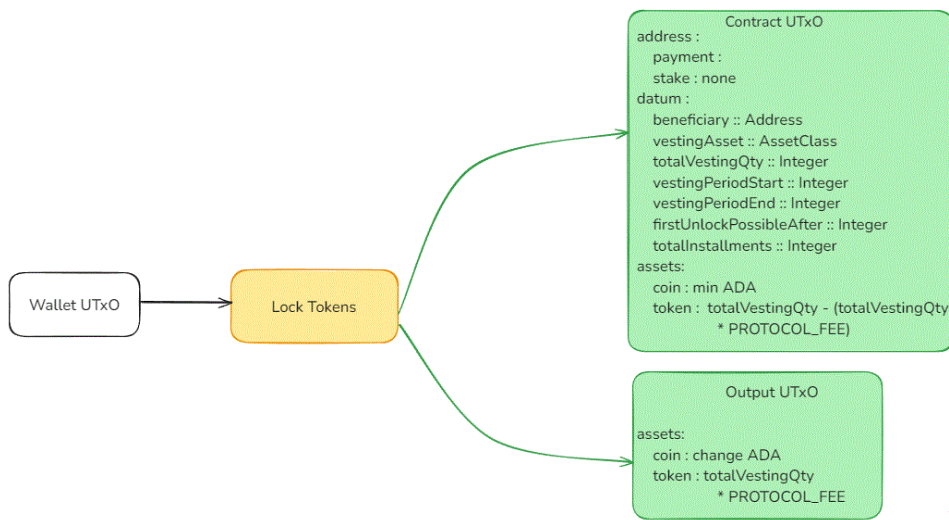 Contract UTxO
address :
payment :
stake : none
datum :
beneficiary :: Address
vestingAsset :: AssetClass
totalVestingQty :: Integer
vestingPeriodStart :: Integer
vestingPeriodEnd :: Integer
firstUnlockPossibleAfter :: Integer
totalInstallments :: Integer
assets:
coin : min ADA
token : totalVestingQty - (totalVestingQty
* PROTOCOL_FEE)
Wallet UTxO
Lock Tokens
Output UTxO
assets:
coin : change ADA
token : totalVestingQty
* PROTOCOL_FEE